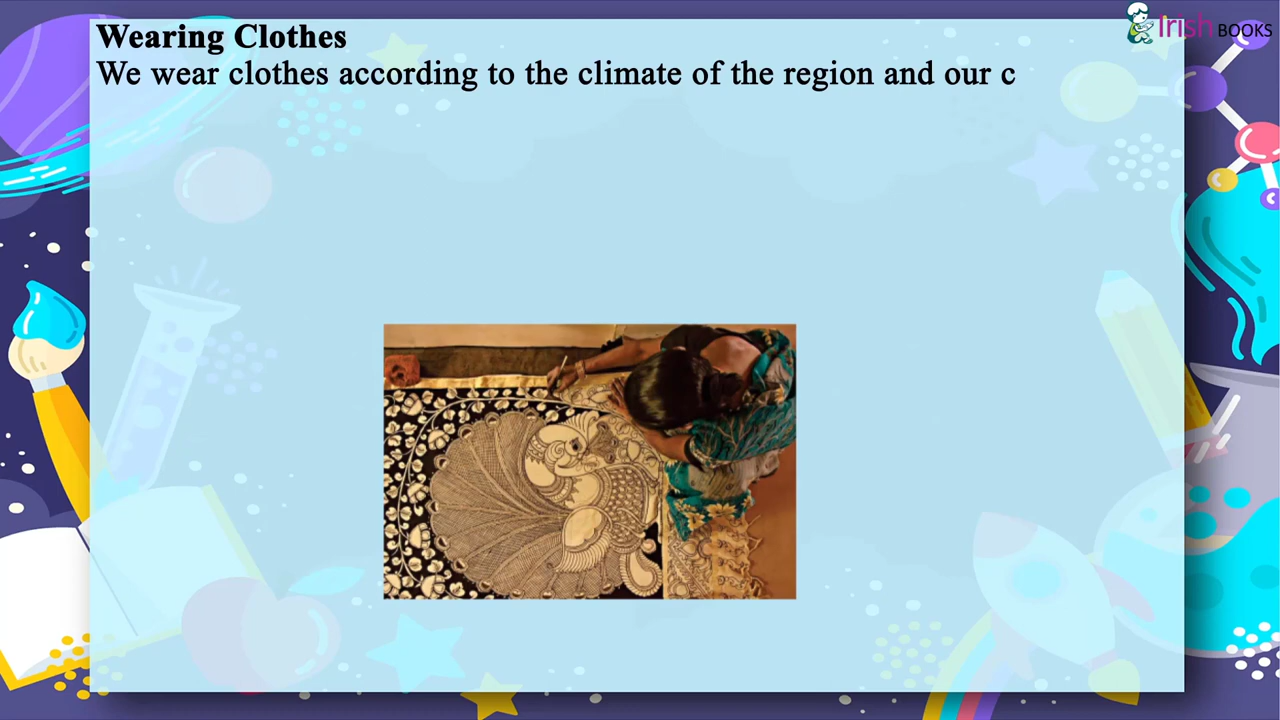 Irish BOOKS
Wearing Clothes
We wear clothes according to the climate of the region and our c